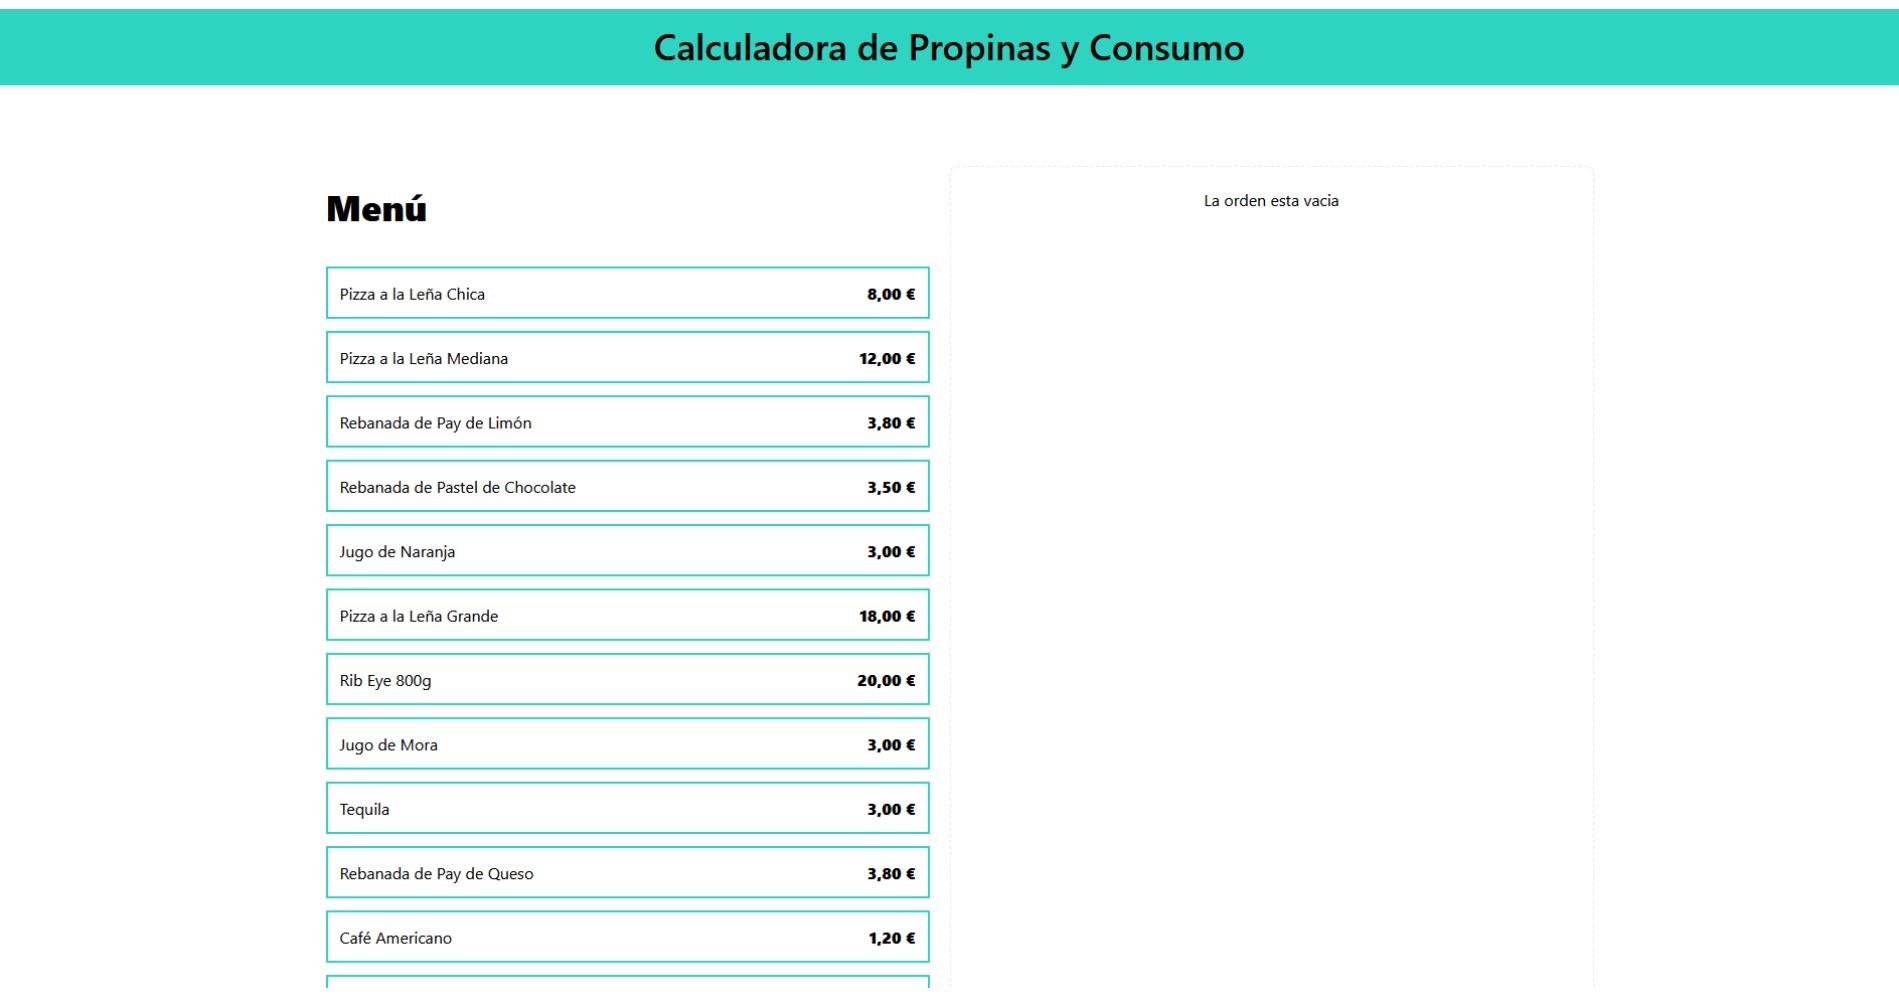 Calculadora de Propinas y Consumo
Menú
Pizza a la Leña Chica 8,00 €
Pizza a la Leña Mediana 12,00 €
Rebanada de Pay de Limón 3,80 €
Rebanada de Pastel de Chocolate 3,50 €
Jugo de Naranja 3,00 €
Pizza a la Leña Grande 18,00 €
Rib Eye 800g 20,00 €
Jugo de Mora 3,00 €
Tequila 3,00 €
Rebanada de Pay de Queso 3,80 €
Café Americano 1,20 €
La orden esta vacia